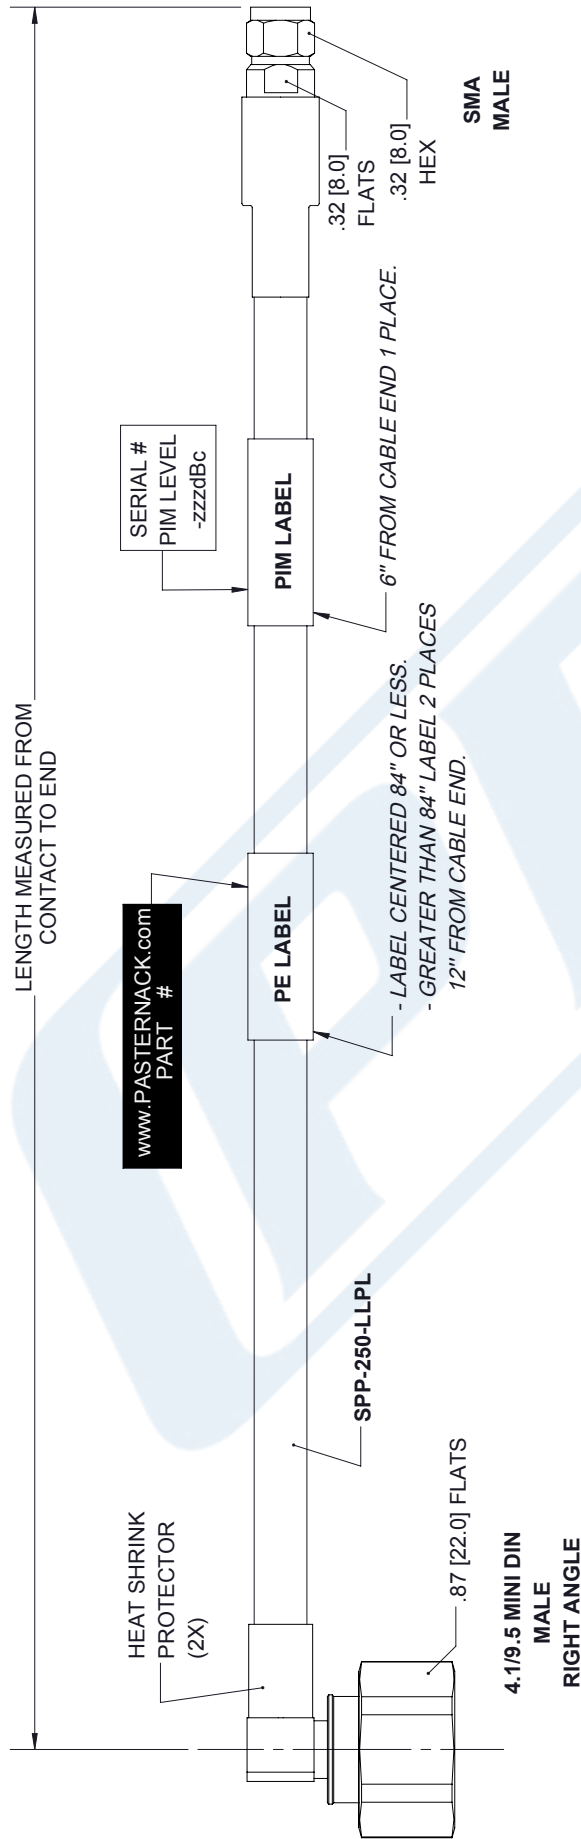 LENGTH MEASURED FROM
CONTACT TO END
HEAT SHRINK
PROTECTOR
(2X)
www.PASTERNACK.com
PART #
SERIAL #
PIM LEVEL
-zzzdBc
PE LABEL
PIM LABEL
.32 [8.0]
FLATS
.32 [8.0]
HEX
SMA
MALE
6" FROM CABLE END 1 PLACE.
- LABEL CENTERED 84" OR LESS.
- GREATER THAN 84" LABEL 2 PLACES
12" FROM CABLE END.
SPP-250-LLPL
.87 [22.0] FLATS
4.1/9.5 MINI DIN
MALE
RIGHT ANGLE